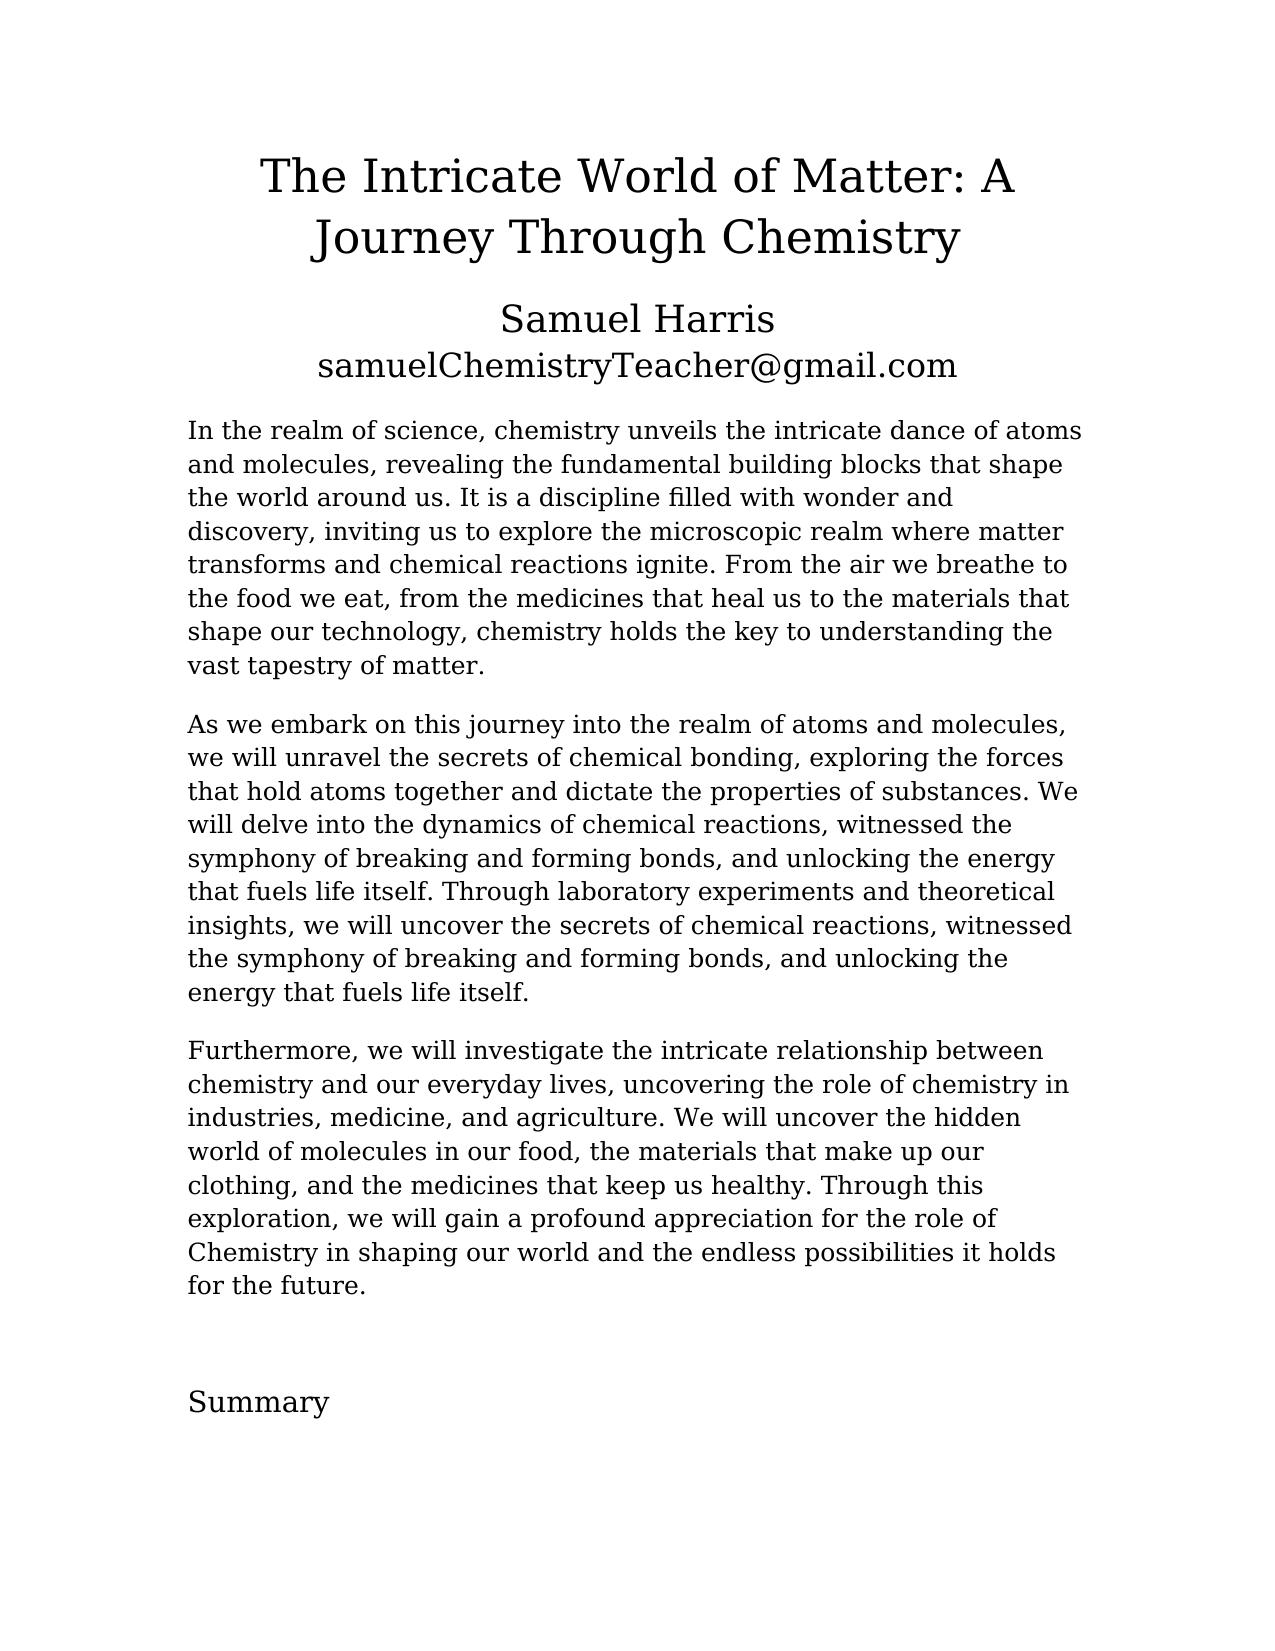 The Intricate World of Matter: A
Journey Through Chemistry
Samuel Harris
samuelChemistryTeacher@gmail.com
In the realm of science, chemistry unveils the intricate dance of atoms
and molecules, revealing the fundamental building blocks that shape
the world around us. It is a discipline filled with wonder and
discovery, inviting us to explore the microscopic realm where matter
transforms and chemical reactions ignite. From the air we breathe to
the food we eat, from the medicines that heal us to the materials that
shape our technology, chemistry holds the key to understanding the
vast tapestry of matter.
As we embark on this journey into the realm of atoms and molecules,
we will unravel the secrets of chemical bonding, exploring the forces
that hold atoms together and dictate the properties of substances. We
will delve into the dynamics of chemical reactions, witnessed the
symphony of breaking and forming bonds, and unlocking the energy
that fuels life itself. Through laboratory experiments and theoretical
insights, we will uncover the secrets of chemical reactions, witnessed
the symphony of breaking and forming bonds, and unlocking the
energy that fuels life itself.
Furthermore, we will investigate the intricate relationship between
chemistry and our everyday lives, uncovering the role of chemistry in
industries, medicine, and agriculture. We will uncover the hidden
world of molecules in our food, the materials that make up our
clothing, and the medicines that keep us healthy. Through this
exploration, we will gain a profound appreciation for the role of
Chemistry in shaping our world and the endless possibilities it holds
for the future.
Summary